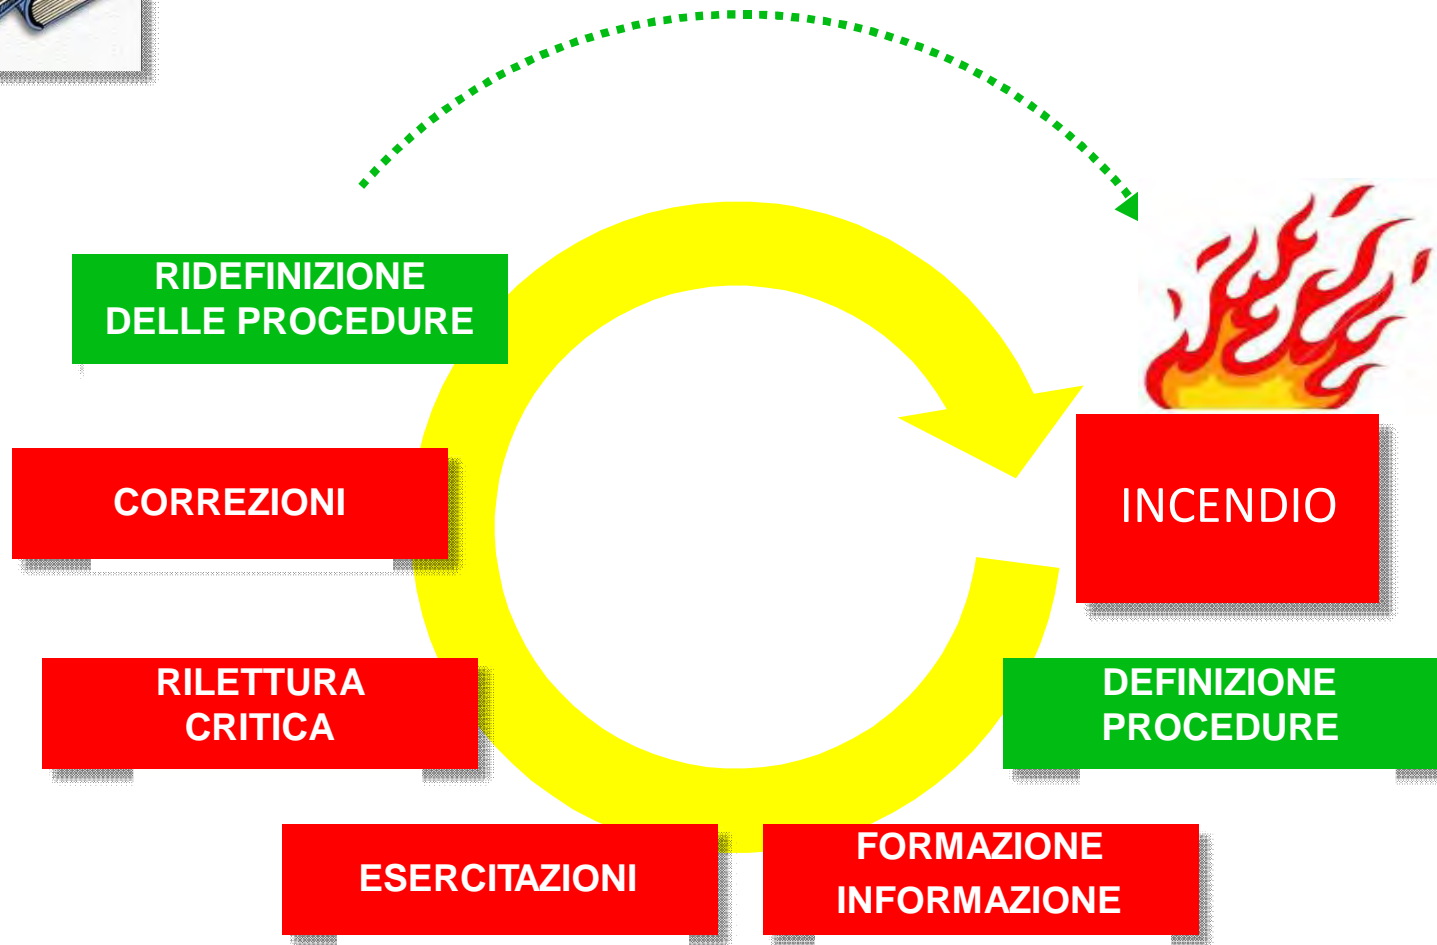 RIDEFINIZIONE
DELLE PROCEDURE
CORREZIONI
INCENDIO
RILETTURA
CRITICA
DEFINIZIONE
PROCEDURE
ESERCITAZIONI
FORMAZIONE
INFORMAZIONE